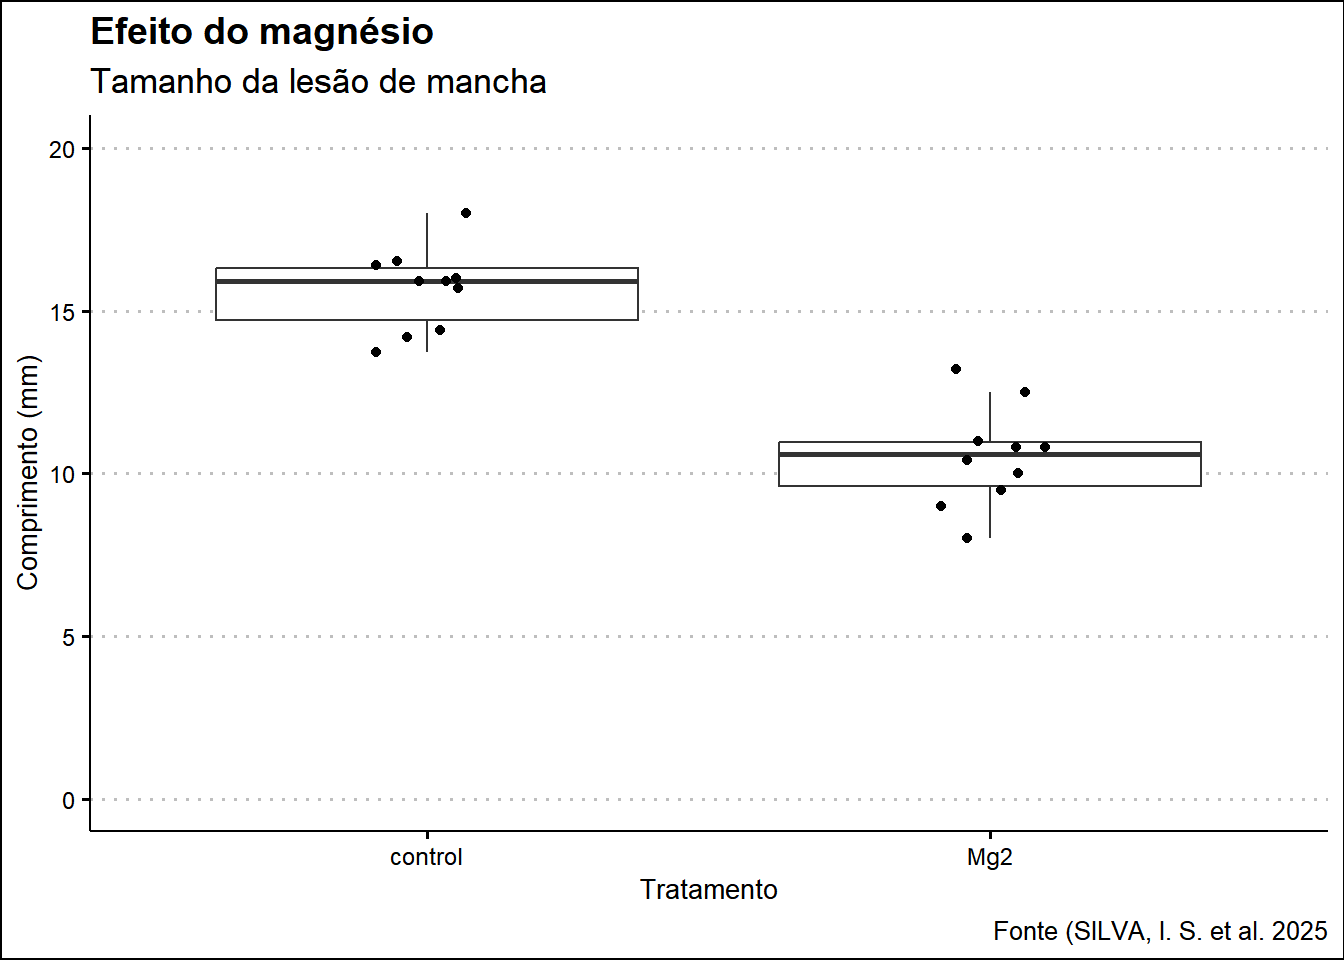 Efeito do magnésio
Tamanho da lesão de mancha
20
15
10
5
0
Comprimento (mm)
control
Mg2
Tratamento
Fonte (SILVA, I. S. et al. 2025